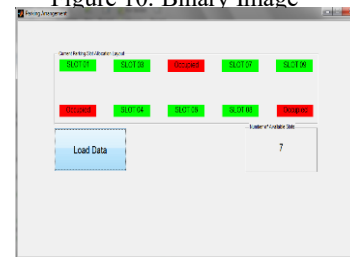 Figure 10: Binary Image
Parking Arrangement
Current Parking Slot Allocation Layout
SLOT 01 SLOT 03 Occupied SLOT 07 SLOT 09
Occupied SLOT 04 SLOT 06 SLOT 08 Occupied
Number of Available Slots
Load Data 7